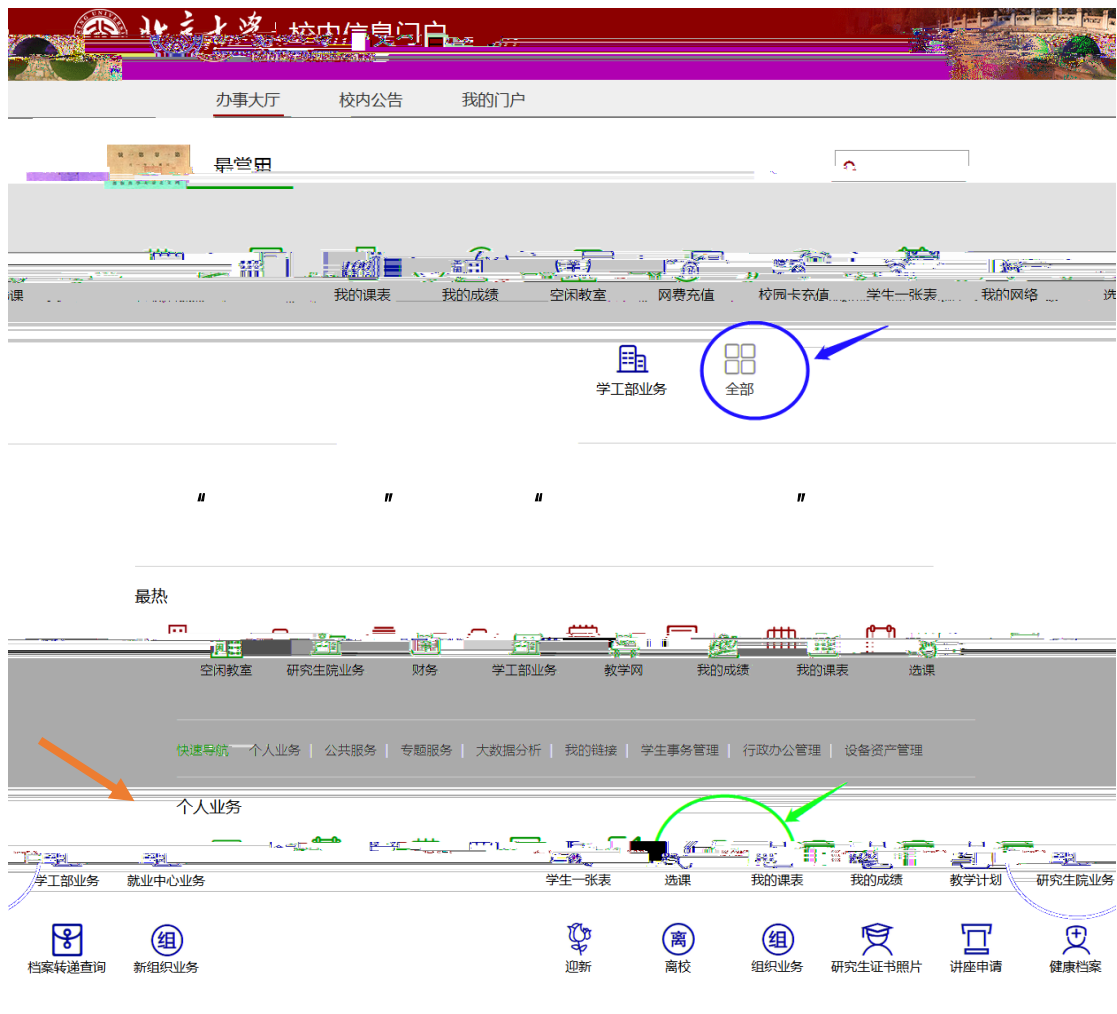 北京大学 校内信息门户
办事大厅 校内公告 我的门户
最常用
我的课表 我的成绩 空闲教室 网费充值 校园卡充值 学生一张表 我的网络
学工部业务 全部
“ ” “ ”
最热
空闲教室 研究生院业务 财务 学工部业务 教学网 我的成绩 我的课表 选课
快速导航 个人业务 | 公共服务 | 专题服务 | 大数据分析 | 我的链接 | 学生事务管理 | 行政办公管理 | 设备资产管理
个人业务
学工部业务 就业中心业务 学生一张表 选课 我的课表 我的成绩 教学计划 研究生院业务
组 离 组
档案转递查询 新组织业务 迎新 离校 组织业务 研究生证书照片 讲座申请 健康档案